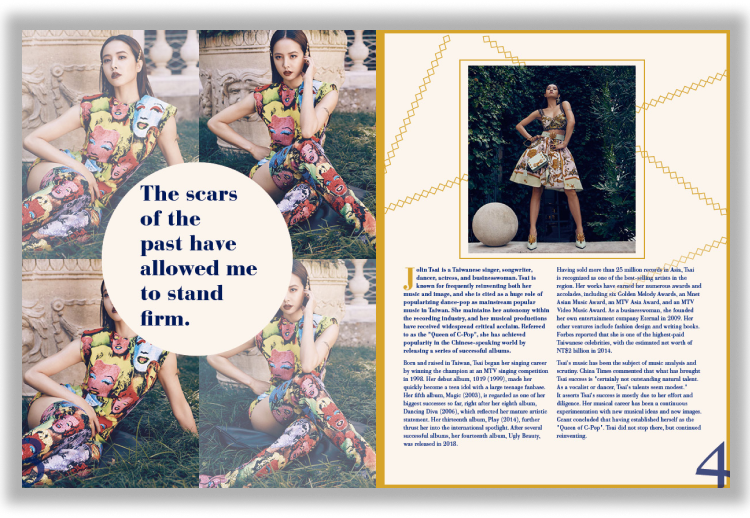 The scars
of the
past have
allowed me
to stand
firm.
Jolin Tsai is a Taiwanese singer, songwriter,
dancer, actress, and businesswoman. Tsai is
known for frequently reinventing both her
music and image, and she is cited as a huge role of
popularizing dance-pop as mainstream popular
music in Taiwan. She maintains her autonomy within
the recording industry, and her musical productions
have received widespread critical acclaim. Referred
to as the "Queen of C-Pop", she has achieved
popularity in the Chinese-speaking world by
releasing a series of successful albums.
Born and raised in Taiwan, Tsai began her singing career
by winning the champion at an MTV singing competition
in 1998. Her debut album, 1019 (1999), made her
quickly become a teen idol with a large teenage fanbase.
Her fifth album, Magic (2003), is regarded as one of her
biggest successes so far, right after her eighth album,
Dancing Diva (2006), which reflected her mature artistic
statement. Her thirteenth album, Play (2014), further
thrust her into the international spotlight. After several
successful albums, her fourteenth album, Ugly Beauty,
was released in 2018.
Having sold more than 25 million records in Asia, Tsai
is recognized as one of the best-selling artists in the
region. Her works have earned her numerous awards and
accolades, including six Golden Melody Awards, an Mnet
Asian Music Award, an MTV Asia Award, and an MTV
Video Music Award. As a businesswoman, she founded
her own entertainment company Eternal in 2009. Her
other ventures include fashion design and writing books.
Forbes reported that she is one of the highest-paid
Taiwanese celebrities, with the estimated net worth of
NT$2 billion in 2014.
Tsai's music has been the subject of music analysis and
scrutiny. China Times commented that what has brought
Tsai success is "certainly not outstanding natural talent.
As a vocalist or dancer, Tsai's talents seem modest."
It asserts Tsai's success is mostly due to her effort and
diligence. Her musical career has been a continuous
experimentation with new musical ideas and new images.
Grant concluded that having established herself as the
"Queen of C-Pop", Tsai did not stop there, but continued
reinventing.
4